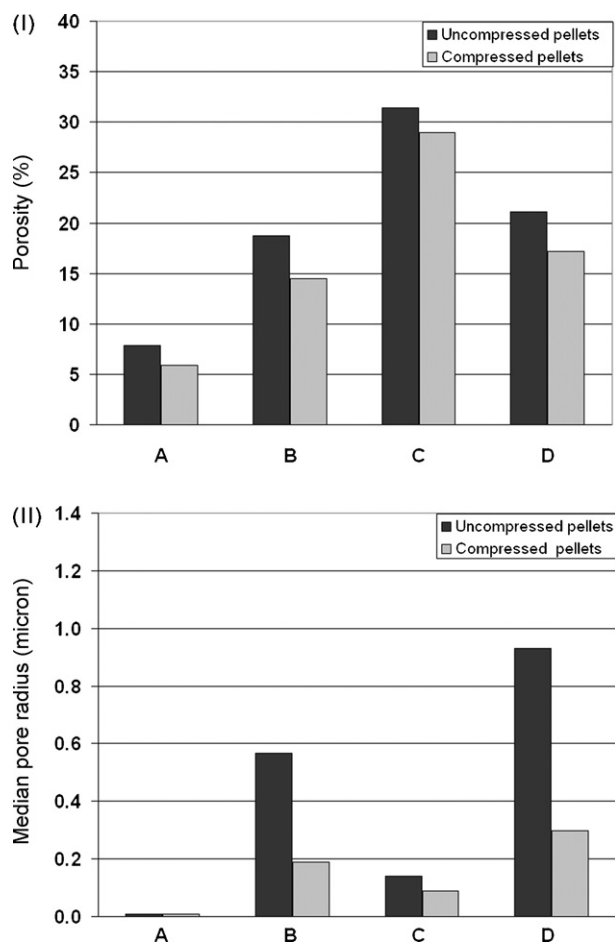 (I)
40
35
30
25
20
15
10
5
0
Porosity (%)
Uncompressed pellets
Compressed pellets
A B C D
(II)
1.4
1.2
1.0
0.8
0.6
0.4
0.2
0.0
Median pore radius (micron)
Uncompressed pellets
Compressed pellets
A B C D